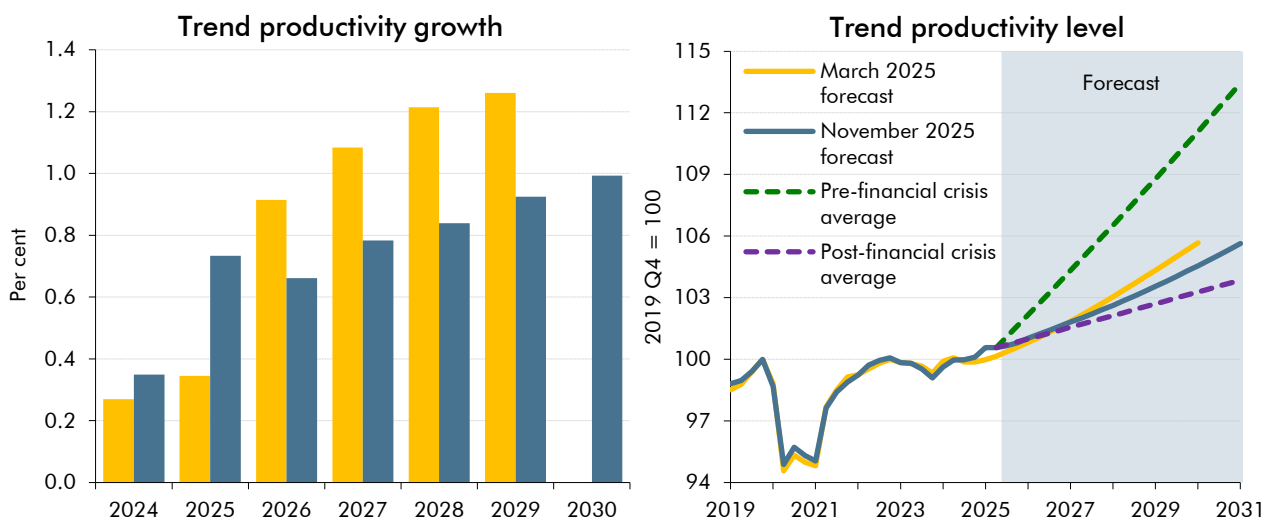 Trend productivity growth
1.4
1.2
1.0
0.8
0.6
0.4
0.2
0.0
Per cent
2024
2025
2026
2027
2028
2029
2030
Trend productivity level
115
112
109
106
103
100
97
94
2019 Q4 = 100
March 2025
forecast
November 2025
forecast
Pre-financial crisis
average
Post-financial crisis
average
Forecast
2019
2021
2023
2025
2027
2029
2031